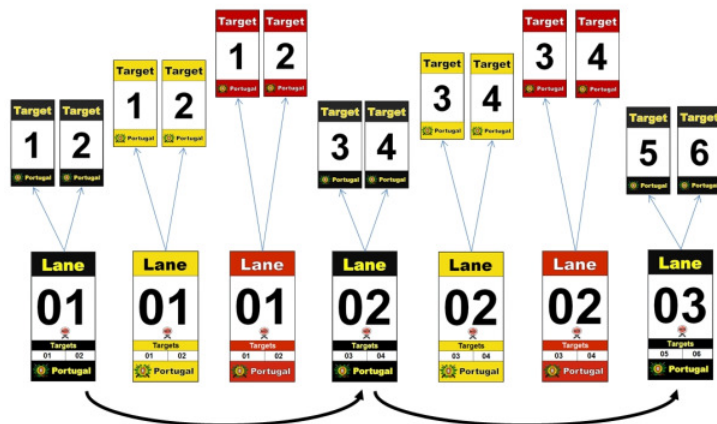 Target Target
1 2
Portugal Portugal
Target Target
3 4
Portugal Portugal
Target Target
1 2
Portugal Portugal
Target Target
3 4
Portugal Portugal
Target Target
1 2
Portugal Portugal
Target Target
3 4
Portugal Portugal
Target Target
5 6
Portugal Portugal
Lane Lane Lane Lane Lane Lane Lane
01 01 01 02 02 02 03
Targets Targets Targets Targets Targets Targets Targets
01 02 01 02 01 02 03 04 03 04 03 04 05 06
Portugal Portugal Portugal Portugal Portugal Portugal Portugal